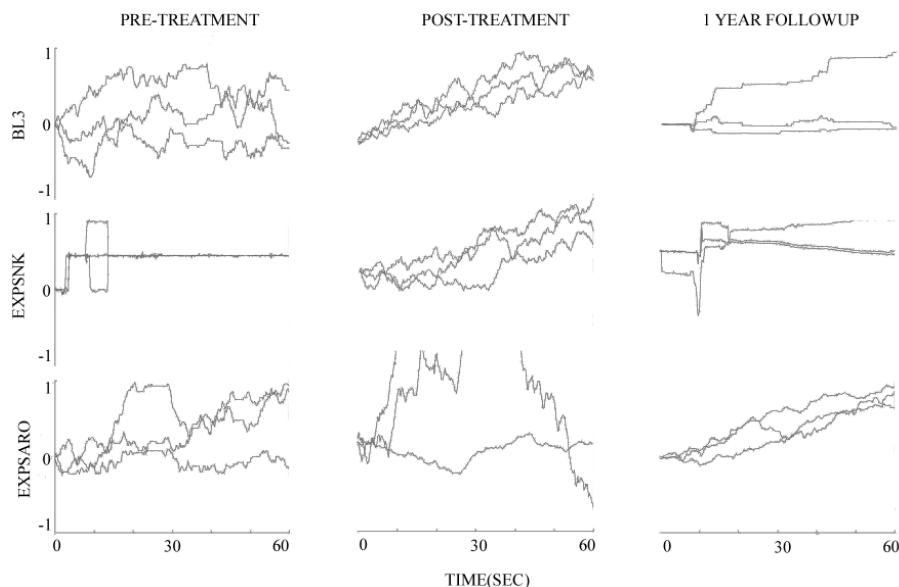 PRE-TREATMENT POST-TREATMENT 1 YEAR FOLLOWUP
BL3
1
0
-1
EXPSNK
1
0
-1
EXPSARO
1
0
-1
0 30 60 0 30 60 0 30 60
TIME(SEC)